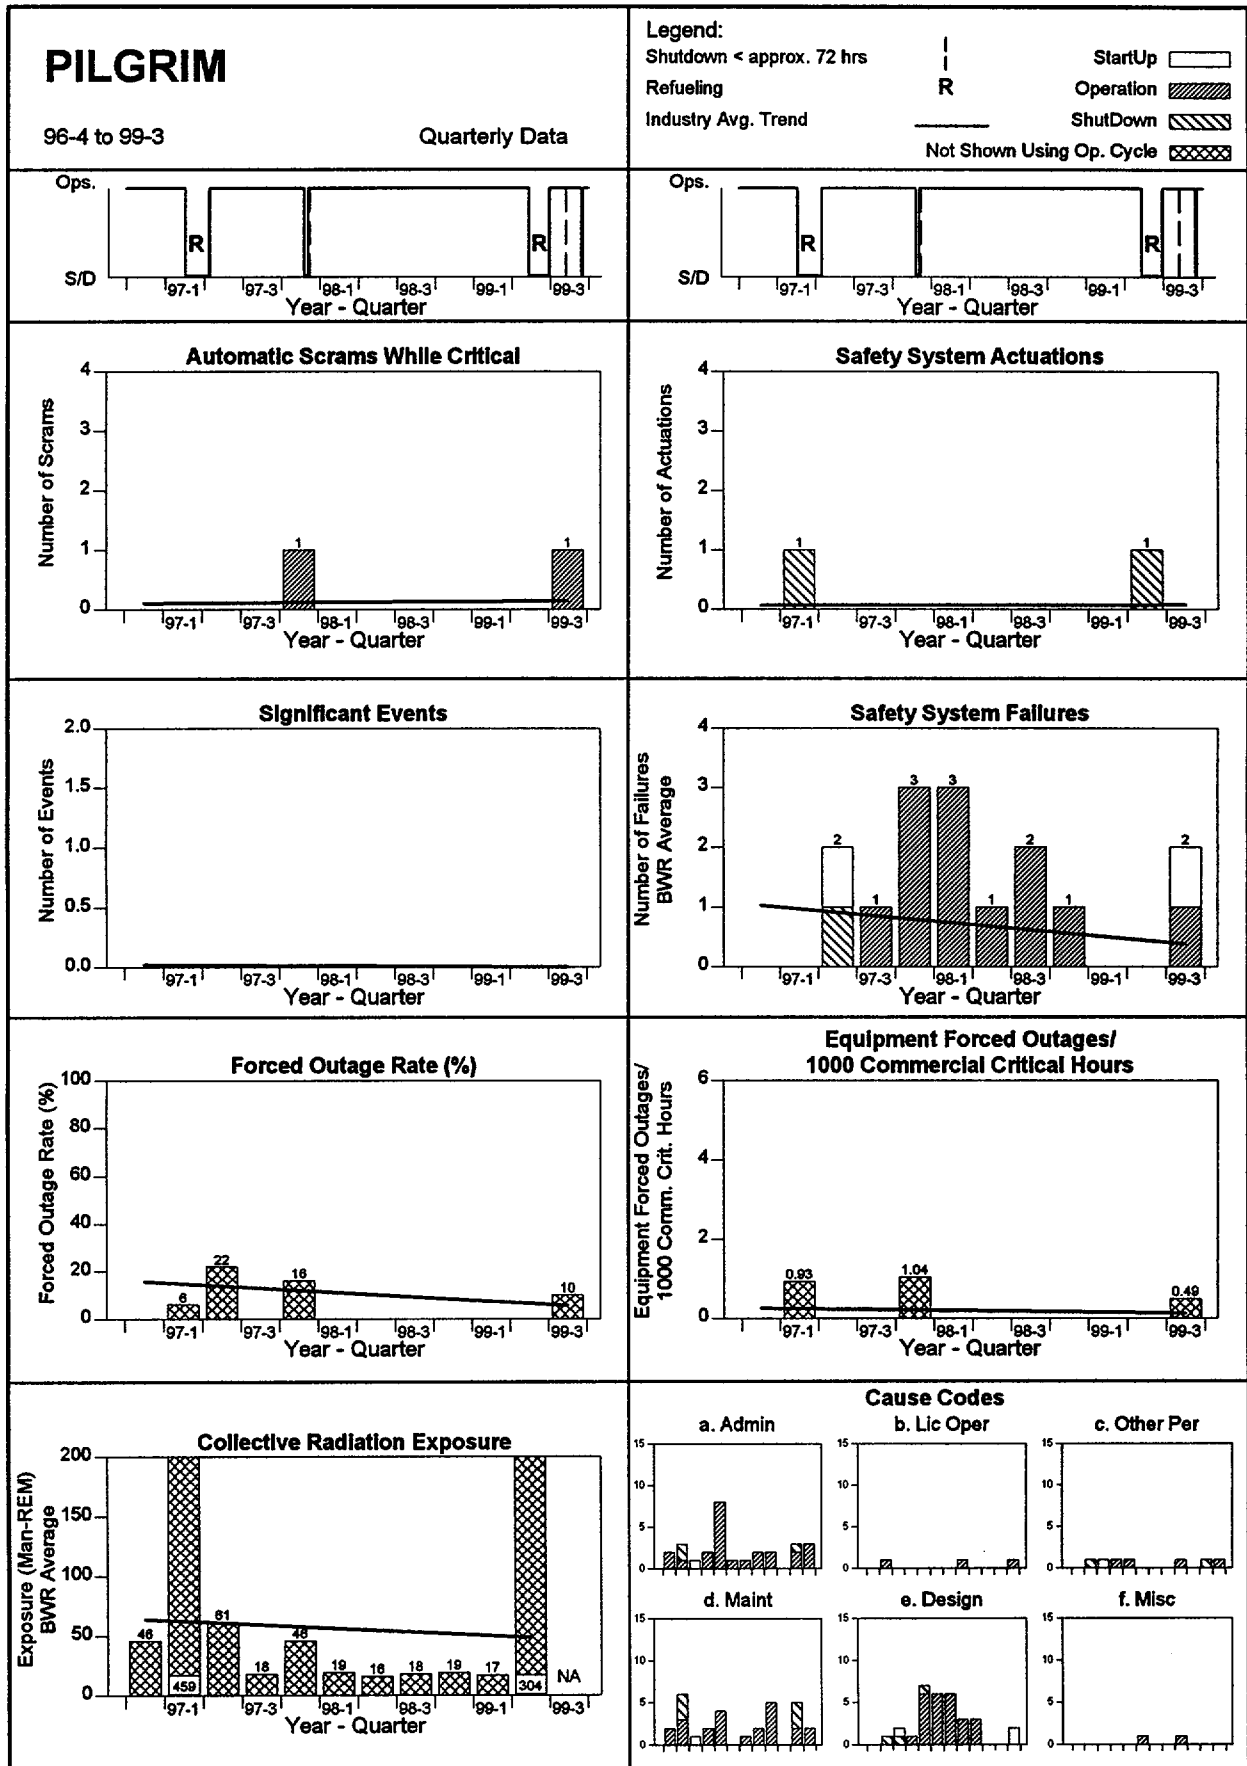 PILGRIM
96-4 to 99-3 Quarterly Data
Legend:
Shutdown < approx. 72 hrs
Refueling R
Industry Avg. Trend
StartUp
Operation
ShutDown
Not Shown Using Op. Cycle
Ops.
R R
S/D
97-1 97-3 98-1 98-3 99-1 99-3
Year - Quarter
Ops.
R R
S/D
97-1 97-3 98-1 98-3 99-1 99-3
Year - Quarter
Automatic Scrams While Critical
Number of Scrams
4
3
2
1
0
1 1
97-1 97-3 98-1 98-3 99-1 99-3
Year - Quarter
Safety System Actuations
Number of Actuations
4
3
2
1
0
1 1
97-1 97-3 98-1 98-3 99-1 99-3
Year - Quarter
Significant Events
Number of Events
2.0
1.5
1.0
0.5
0.0
97-1 97-3 98-1 98-3 99-1 99-3
Year - Quarter
Safety System Failures
Number of Failures
BWR Average
4
3
2
1
0
2 1 3 3 1 2 1 2
97-1 97-3 98-1 98-3 99-1 99-3
Year - Quarter
Forced Outage Rate (%)
Forced Outage Rate (%)
100
80
60
40
20
0
6 22 16 10
97-1 97-3 98-1 98-3 99-1 99-3
Year - Quarter
Equipment Forced Outages/
1000 Commercial Critical Hours
Equipment Forced Outages/
1000 Comm. Crit. Hours
6
4
2
0
0.93 1.04 0.49
97-1 97-3 98-1 98-3 99-1 99-3
Year - Quarter
Collective Radiation Exposure
Exposure (Man-REM)
BWR Average
200
150
100
50
0
46 459 61 18 46 19 16 18 19 17 304 NA
97-1 97-3 98-1 98-3 99-1 99-3
Year - Quarter
Cause Codes
a. Admin
15
10
5
0
b. Lic Oper
15
10
5
0
c. Other Per
15
10
5
0
d. Maint
15
10
5
0
e. Design
15
10
5
0
f. Misc
15
10
5
0